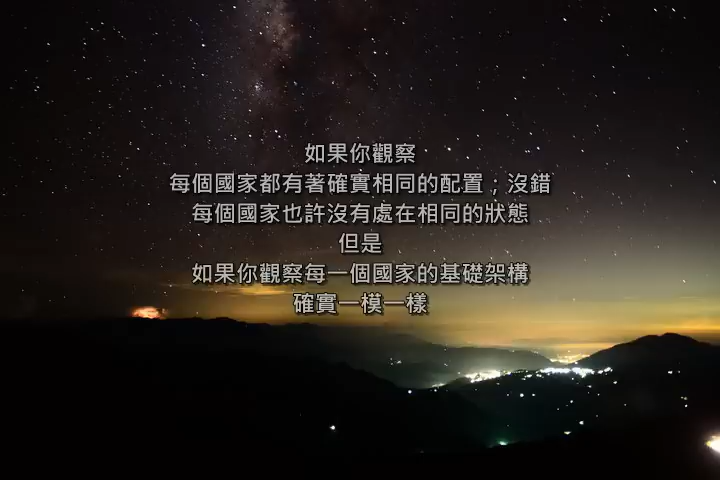 如果你觀察
每個國家都有著確實相同的配置；沒錯
每個國家也許沒有處在相同的狀態
但是
如果你觀察每一個國家的基礎架構
確實一模一樣